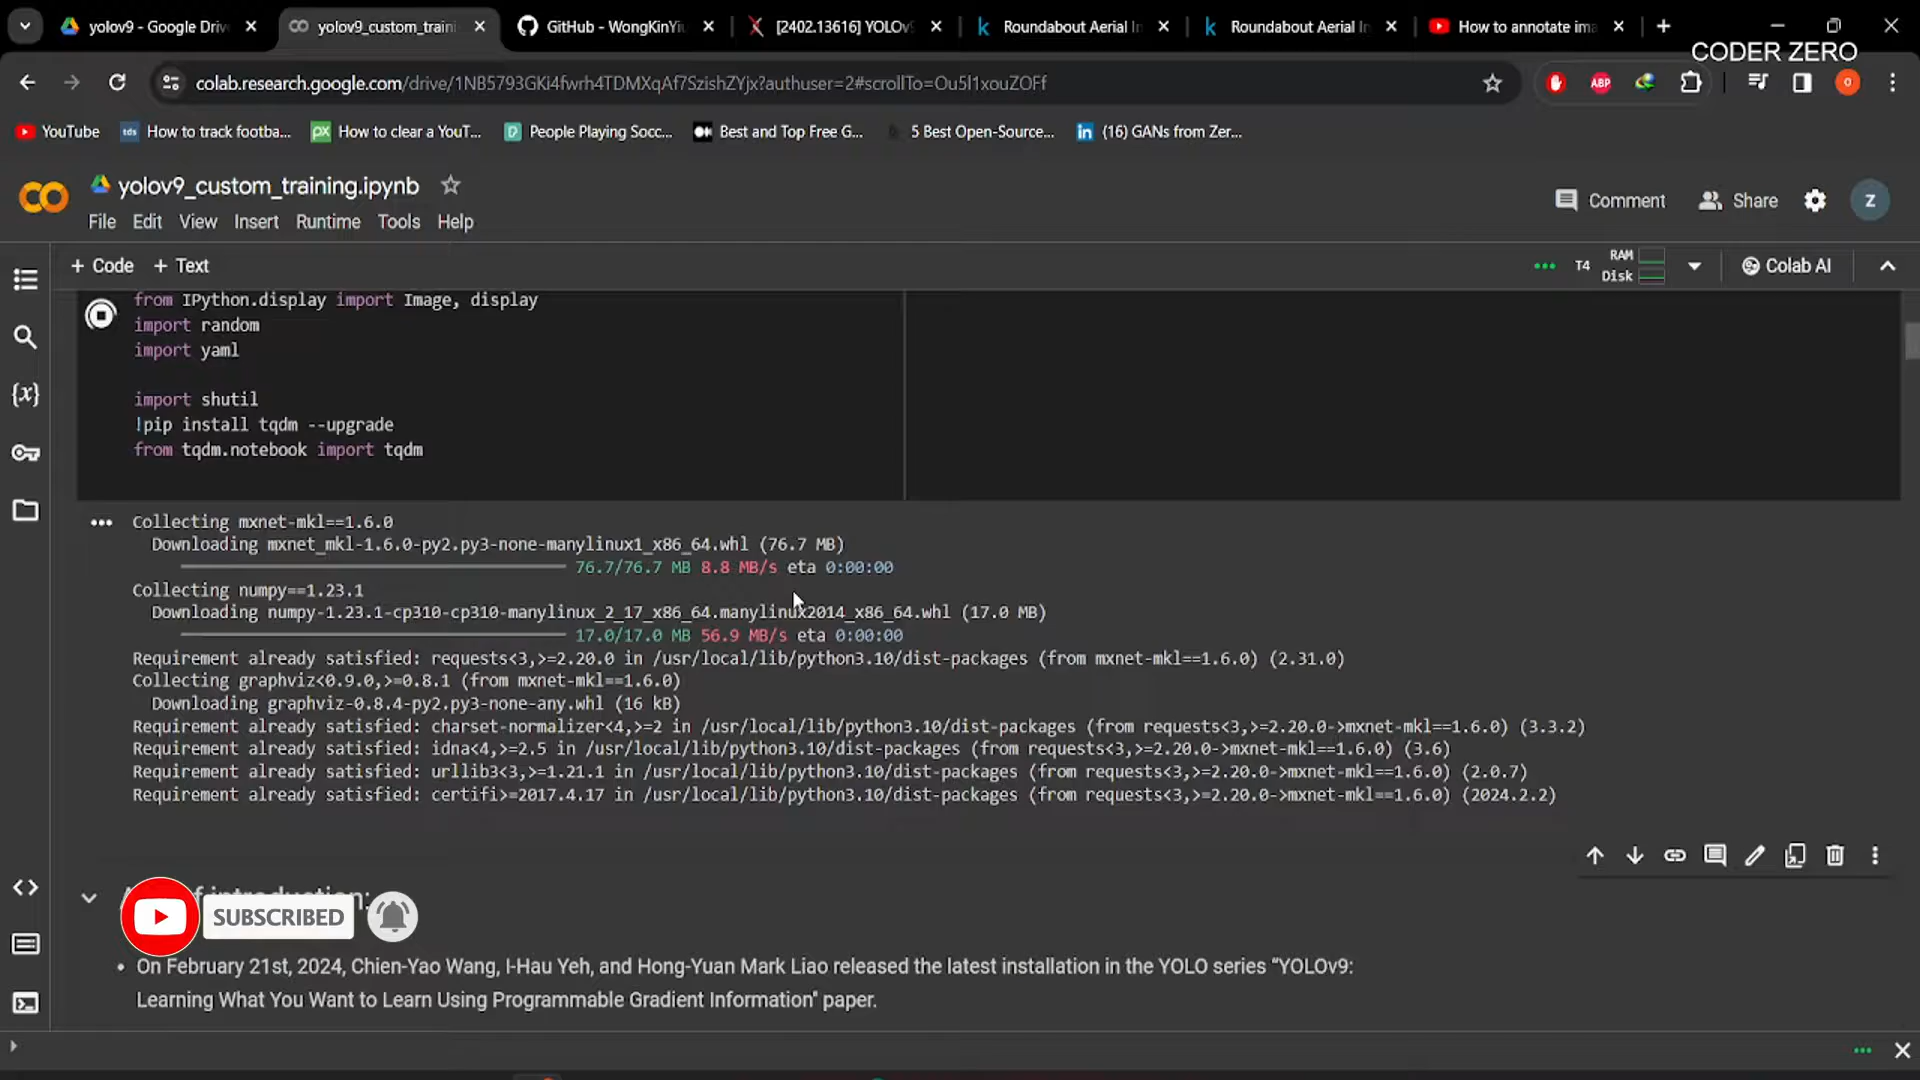 yolov9 - Google Driv
yolov9_custom_traini
GitHub - WongKinYiu
[2402.13616] YOLOv9
Roundabout Aerial In
Roundabout Aerial In
How to annotate ima
CODER ZERO
colab.research.google.com/drive/1NB5793GKi4fwrh4TDMXqAf7SzishZYjx?authuser=2#scrollTo=Ou5l1xouZOFf
ABP
YouTube
tds How to track footba...
px How to clear a YouT...
People Playing Socc...
Best and Top Free G...
5 Best Open-Source...
in (16) GANs from Zer...
yolov9_custom_training.ipynb
Comment
Share
Z
File Edit View Insert Runtime Tools Help
+ Code + Text
T4
RAM
Disk
Colab AI
from IPython.display import Image, display
import random
import yaml
import shutil
!pip install tqdm --upgrade
from tqdm.notebook import tqdm
Collecting mxnet-mkl==1.6.0
Downloading mxnet_mkl-1.6.0-py2.py3-none-manylinux1_x86_64.whl (76.7 MB)
76.7/76.7 MB 8.8 MB/s eta 0:00:00
Collecting numpy==1.23.1
Downloading numpy-1.23.1-cp310-cp310-manylinux_2_17_x86_64.manylinux2014_x86_64.whl (17.0 MB)
17.0/17.0 MB 56.9 MB/s eta 0:00:00
Requirement already satisfied: requests<3,>=2.20.0 in /usr/local/lib/python3.10/dist-packages (from mxnet-mkl==1.6.0) (2.31.0)
Collecting graphviz<0.9.0,>=0.8.1 (from mxnet-mkl==1.6.0)
Downloading graphviz-0.8.4-py2.py3-none-any.whl (16 kB)
Requirement already satisfied: charset-normalizer<4,>=2 in /usr/local/lib/python3.10/dist-packages (from requests<3,>=2.20.0->mxnet-mkl==1.6.0) (3.3.2)
Requirement already satisfied: idna<4,>=2.5 in /usr/local/lib/python3.10/dist-packages (from requests<3,>=2.20.0->mxnet-mkl==1.6.0) (3.6)
Requirement already satisfied: urllib3<3,>=1.21.1 in /usr/local/lib/python3.10/dist-packages (from requests<3,>=2.20.0->mxnet-mkl==1.6.0) (2.0.7)
Requirement already satisfied: certifi>=2017.4.17 in /usr/local/lib/python3.10/dist-packages (from requests<3,>=2.20.0->mxnet-mkl==1.6.0) (2024.2.2)
SUBSCRIBED
• On February 21st, 2024, Chien-Yao Wang, I-Hau Yeh, and Hong-Yuan Mark Liao released the latest installation in the YOLO series “YOLOv9:
Learning What You Want to Learn Using Programmable Gradient Information" paper.